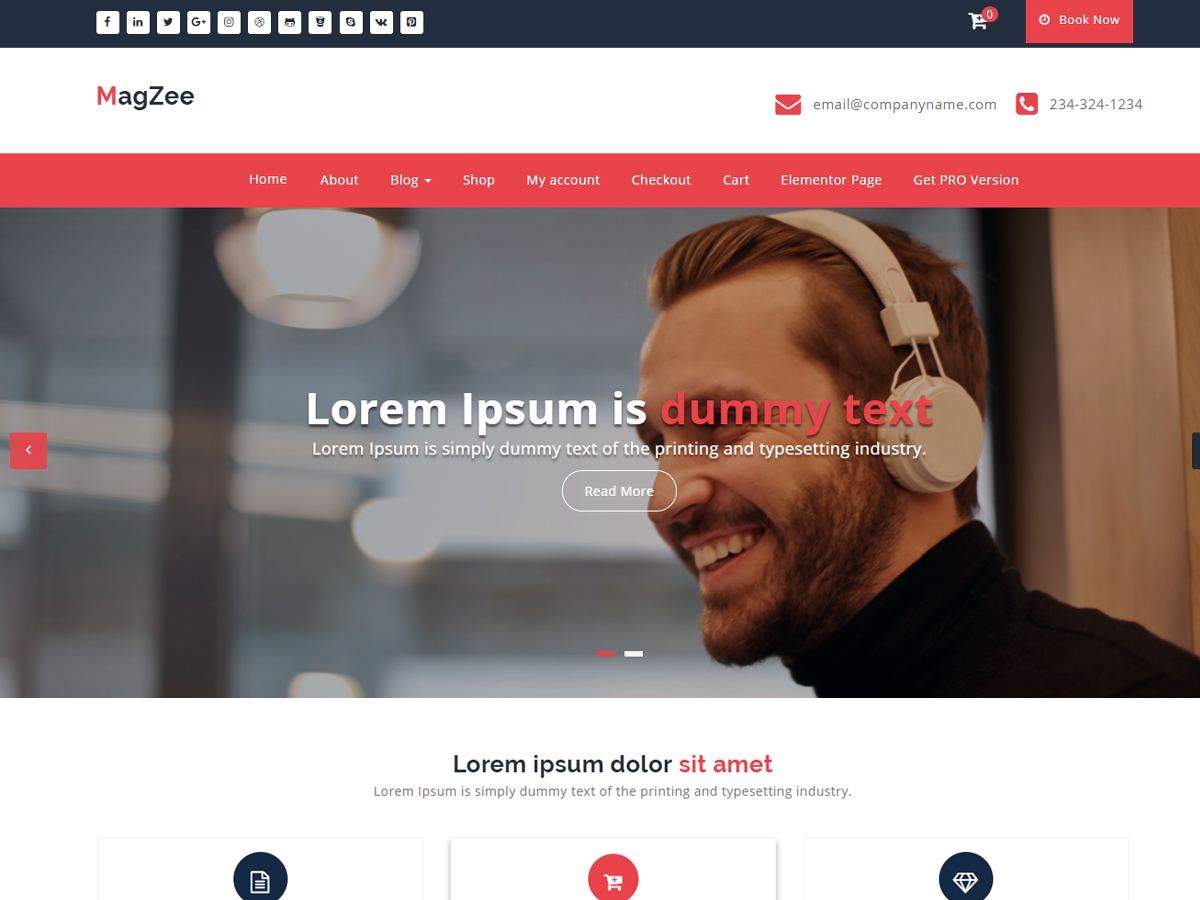 0
Book Now
MagZee
email@companyname.com
234-324-1234
Home About Blog Shop My account Checkout Cart Elementor Page Get PRO Version
Lorem Ipsum is dummy text
Lorem Ipsum is simply dummy text of the printing and typesetting industry.
Read More
Lorem ipsum dolor sit amet
Lorem Ipsum is simply dummy text of the printing and typesetting industry.